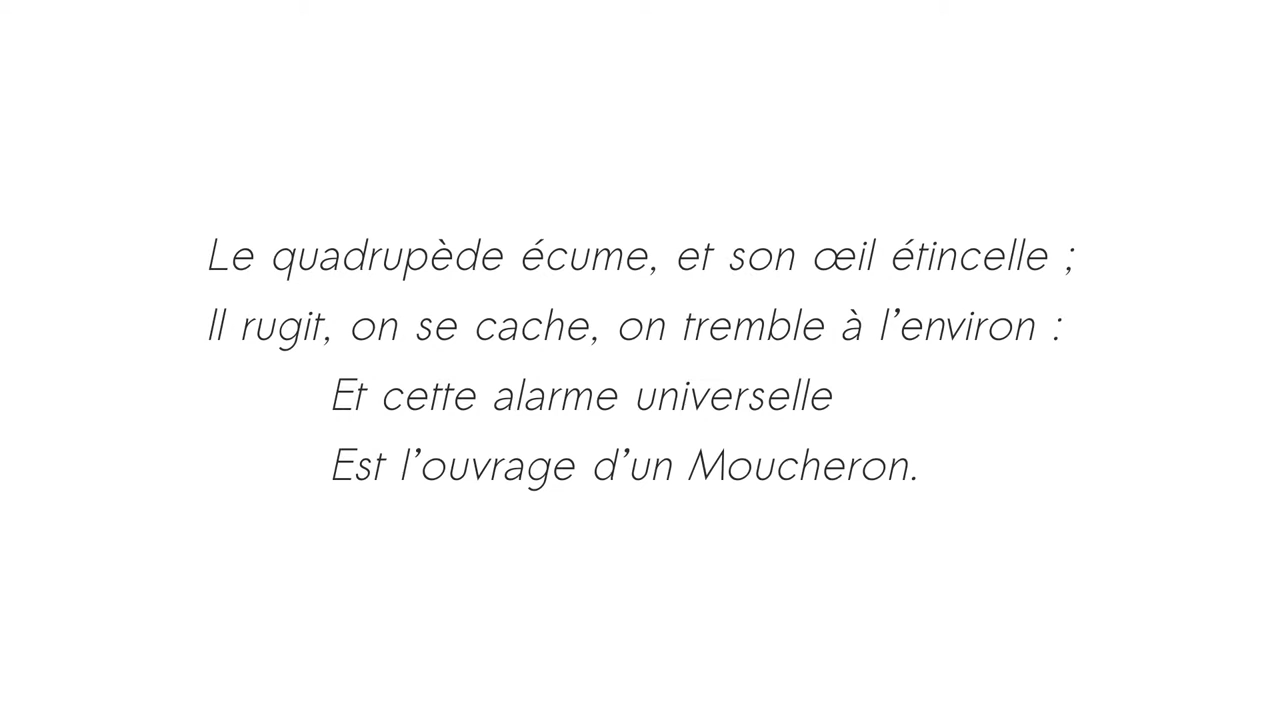 Le quadrupède écume, et son œil étincelle ;
Il rugit, on se cache, on tremble à l’environ :
Et cette alarme universelle
Est l’ouvrage d’un Moucheron.